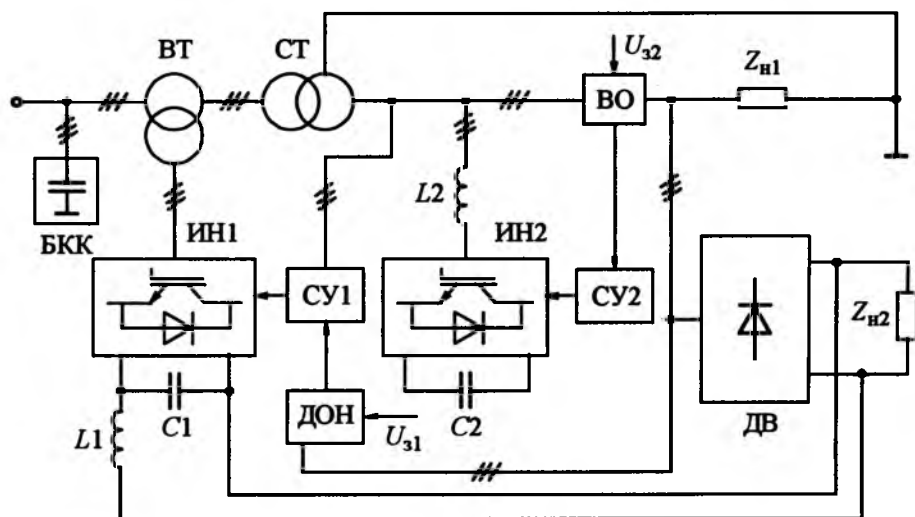 ВТ
СТ
U з2
Z н1
ВО
L2
БКК
ИН1
ИН2
СУ1
СУ2
Z н2
C1
ДОН
C2
L1
U з1
ДВ